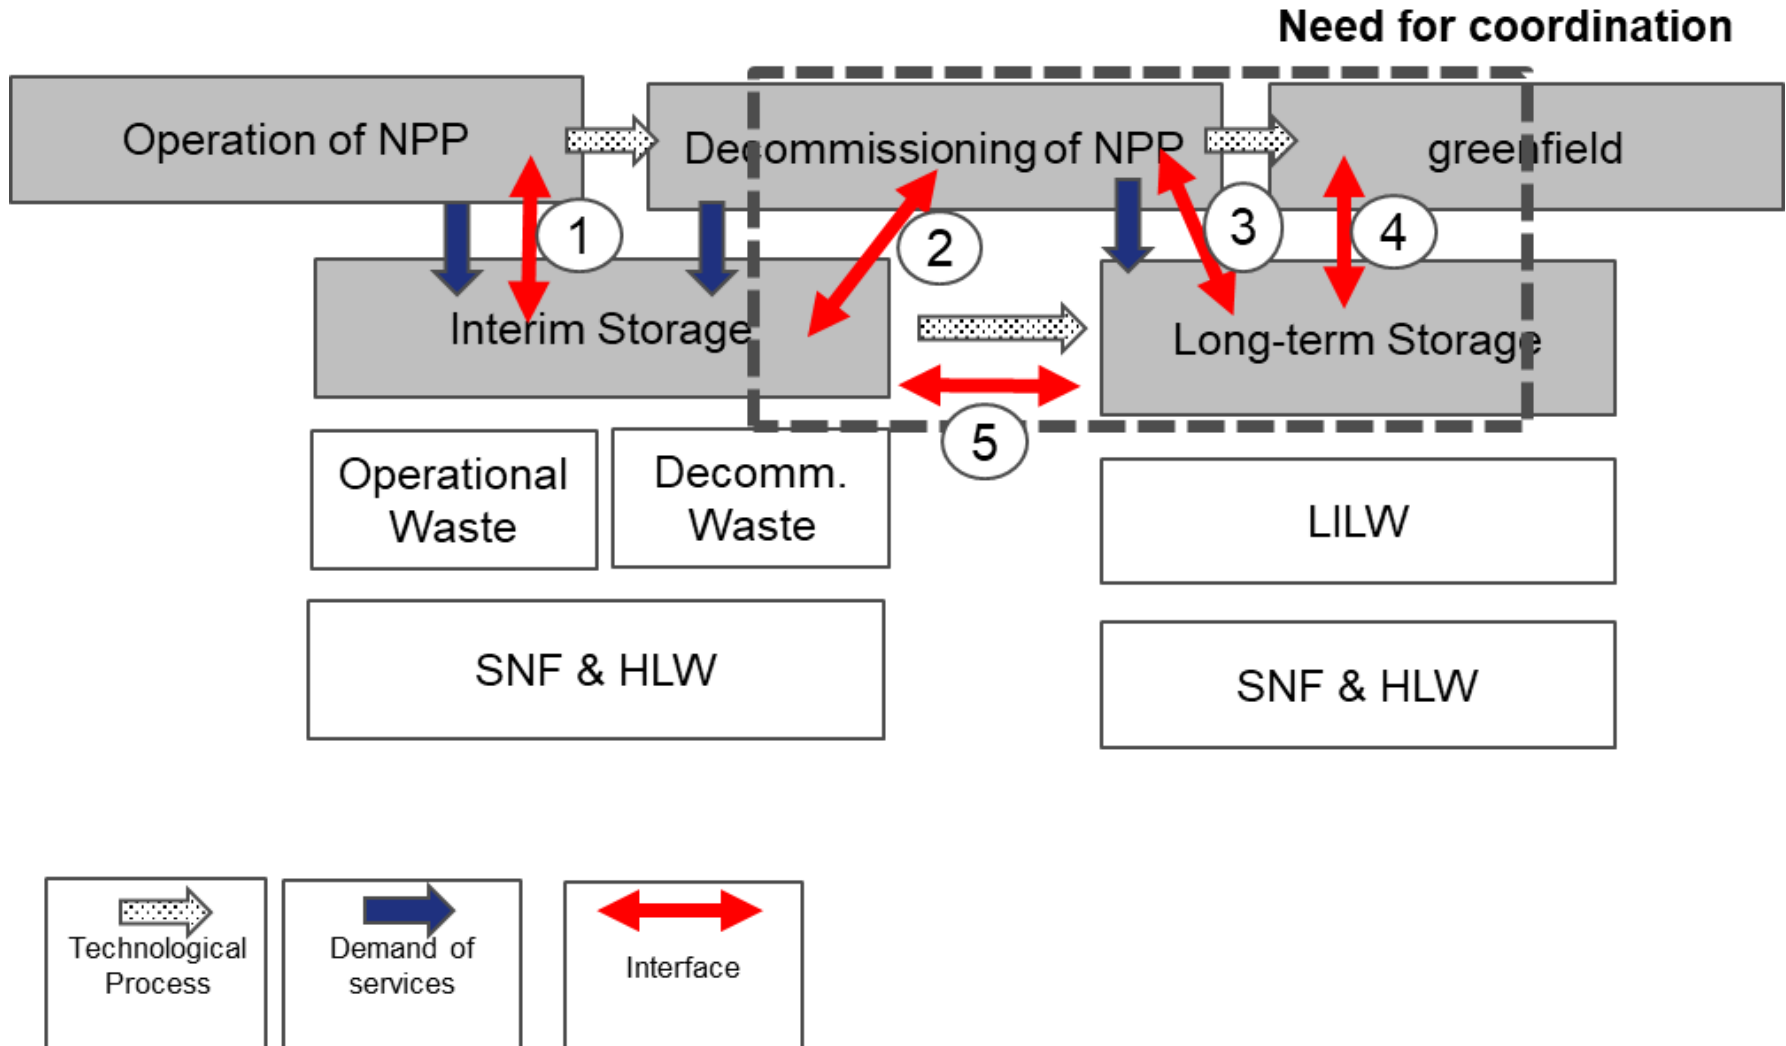 Need for coordination
Operation of NPP
Decommissioning of NPP
greenfield
1
2
3
4
Interim Storage
Long-term Storage
5
Operational
Waste
Decomm.
Waste
LILW
SNF & HLW
SNF & HLW
Technological
Process
Demand of
services
Interface